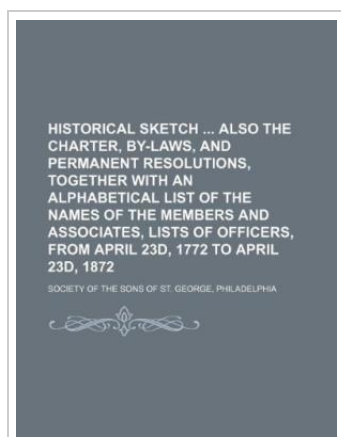 HISTORICAL SKETCH ... ALSO THE
CHARTER, BY-LAWS, AND
PERMANENT RESOLUTIONS,
TOGETHER WITH AN
ALPHABETICAL LIST OF THE
NAMES OF THE MEMBERS AND
ASSOCIATES, LISTS OF OFFICERS,
FROM APRIL 23D, 1772 TO APRIL
23D, 1872
SOCIETY OF THE SONS OF ST. GEORGE, PHILADELPHIA